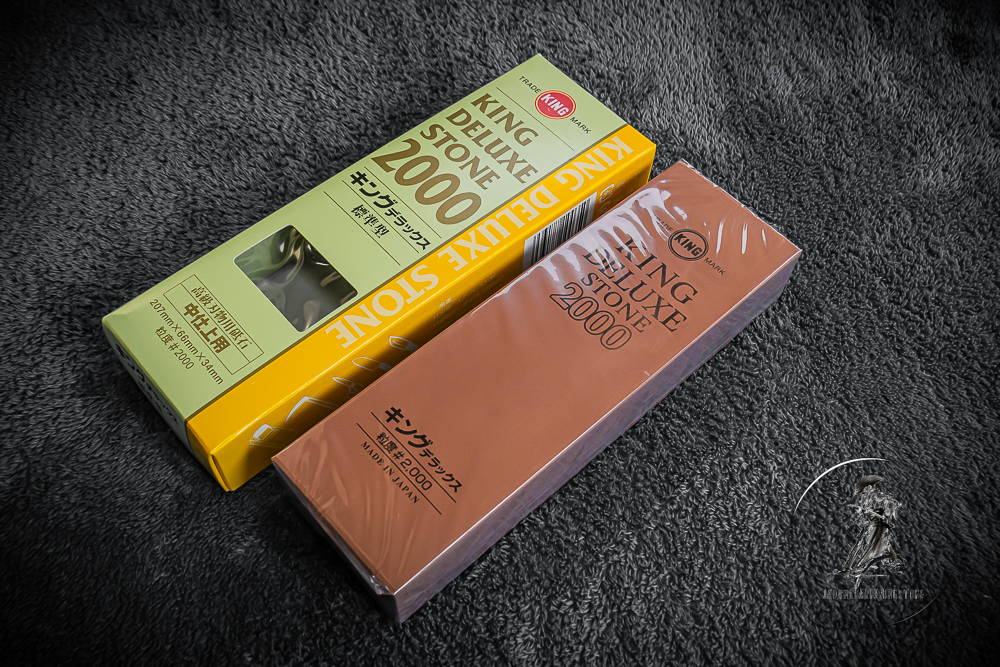 TRADE KING MARK
KING
DELUXE
STONE
2000
キングデラックス
標準型
高級刃物用砥石
中仕上用
207mm×66mm×34mm
粒度#2000
KING DELUXE STONE
KING MARK
KING
DELUXE
STONE
2000
キングデラックス
粒度#2,000
MADE IN JAPAN